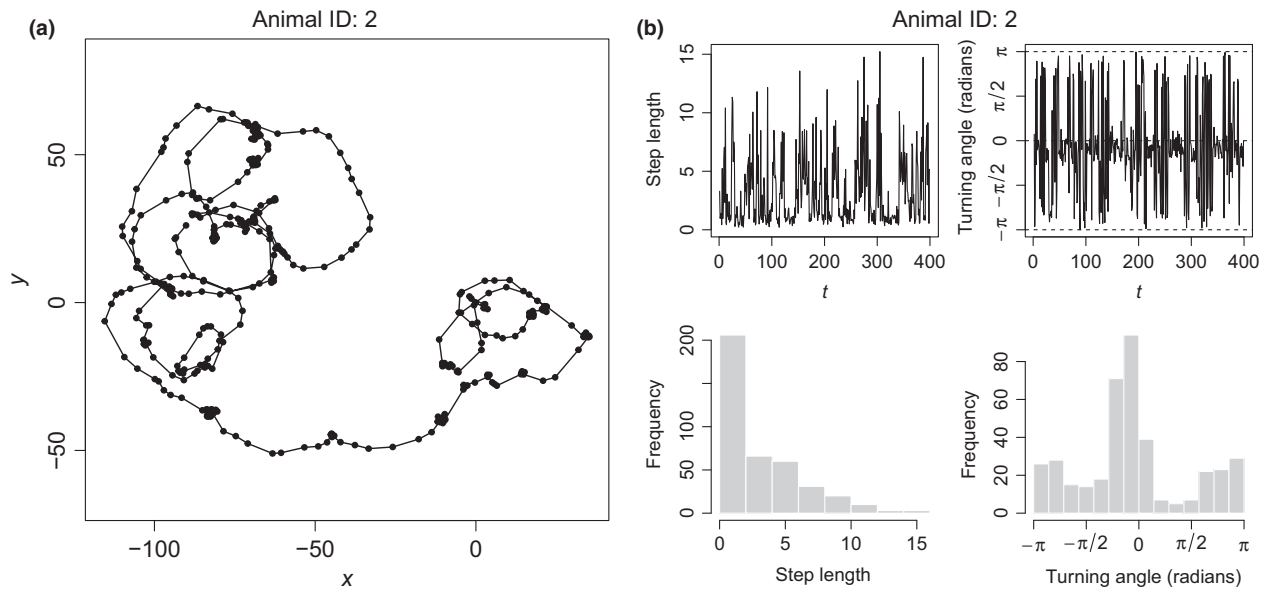 (a)
Animal ID: 2
y
50
0
−50
−100
−50
0
x
(b)
Animal ID: 2
Step length
15
10
5
0
0
100
200
300
400
t
Turning angle (radians)
π
π/2
0
−π/2
−π
0
100
200
300
400
t
Frequency
200
100
50
0
0
5
10
15
Step length
Frequency
80
60
40
20
0
−π
−π/2
0
π/2
π
Turning angle (radians)